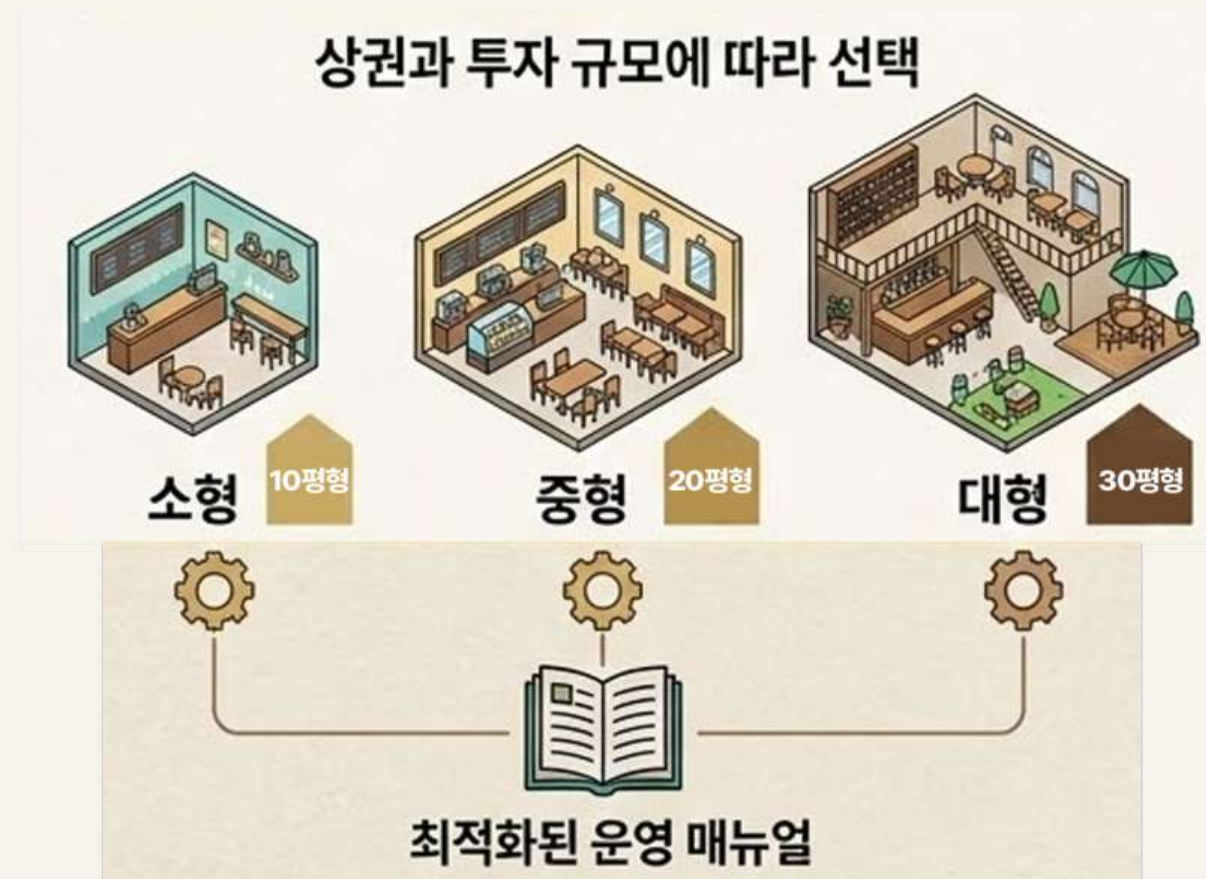 상권과 투자 규모에 따라 선택
소형
10평형
중형
20평형
대형
30평형
최적화된 운영 매뉴얼